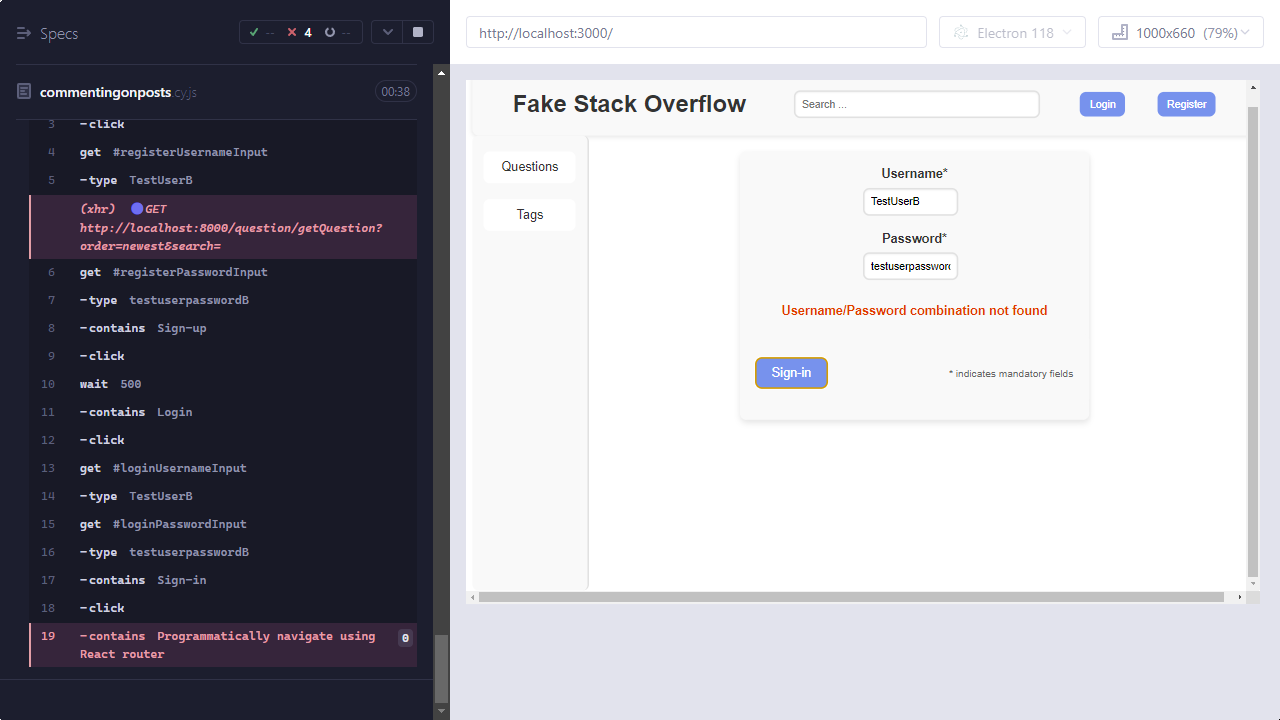 Specs
-- 4 --
commentingonposts.cy.js
00:38
3 -click
4 get #registerUsernameInput
5 -type TestUserB
(xhr) GET
http://localhost:8000/question/getQuestion?
order=newest&search=
6 get #registerPasswordInput
7 -type testuserpasswordB
8 -contains Sign-up
9 -click
10 wait 500
11 -contains Login
12 -click
13 get #loginUsernameInput
14 -type TestUserB
15 get #loginPasswordInput
16 -type testuserpasswordB
17 -contains Sign-in
18 -click
19 -contains Programmatically navigate using 0
React router
http://localhost:3000/
Electron 118
1000x660 (79%)
Fake Stack Overflow
Search ...
Login
Register
Questions
Tags
Username*
TestUserB
Password*
testuserpassword
Username/Password combination not found
Sign-in
* indicates mandatory fields